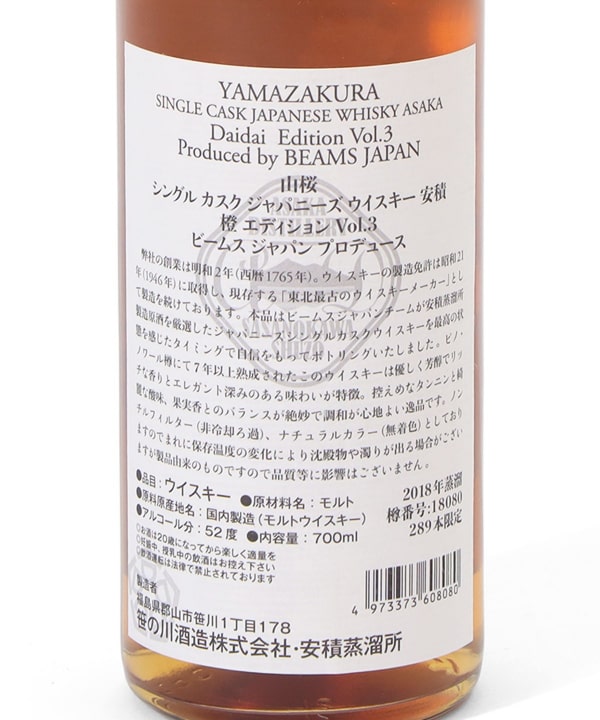 YAMAZAKURA
SINGLE CASK JAPANESE WHISKY ASAKA
Daidai Edition Vol.3
Produced by BEAMS JAPAN
山桜
シングル カスク ジャパニーズ ウイスキー 安積
橙 エディション Vol.3
ビームス ジャパン プロデュース
ASAKA
DISTILLERY
SASANOKAWA
SHUZO
弊社の創業は明和2年(西暦1765年)。ウイスキーの製造免許は昭和21
年(1946年)に取得し、現存する「東北最古のウイスキーメーカー」とし
て製造を続けております。本品はビームスジャパンチームが安積蒸溜所
製造原酒を厳選したジャパニーズシングルカスクウイスキーを最高の状
態を感じたタイミングで自信をもってボトリングいたしました。ピノ・
ノワール樽にて7年以上熟成されたこのウイスキーは優しく芳醇でリッ
チな香りとエレガント深みのある味わいが特徴。控えめなタンニンと綺
麗な酸味、果実香とのバランスが絶妙で調和が心地よい逸品です。ノン
チルフィルター(非冷却ろ過)、ナチュラルカラー(無着色)としており
ますのでまれに保存温度の変化により沈殿物や濁りが出る場合がござい
ますが製品由来のものですので品質等に影響はございません。
●品目:ウイスキー ●原材料名:モルト
●原料原産地名:国内製造(モルトウイスキー)
●アルコール分:52度 ●内容量:700ml
2018年蒸溜
樽番号:18080
289本限定
○お酒は20歳になってから楽しく適量を
○妊娠中、授乳中の飲酒はお控え下さい
○飲酒運転は法律で禁止されております
製造者
福島県郡山市笹川1丁目178
笹の川酒造株式会社・安積蒸溜所
4 973373 608080